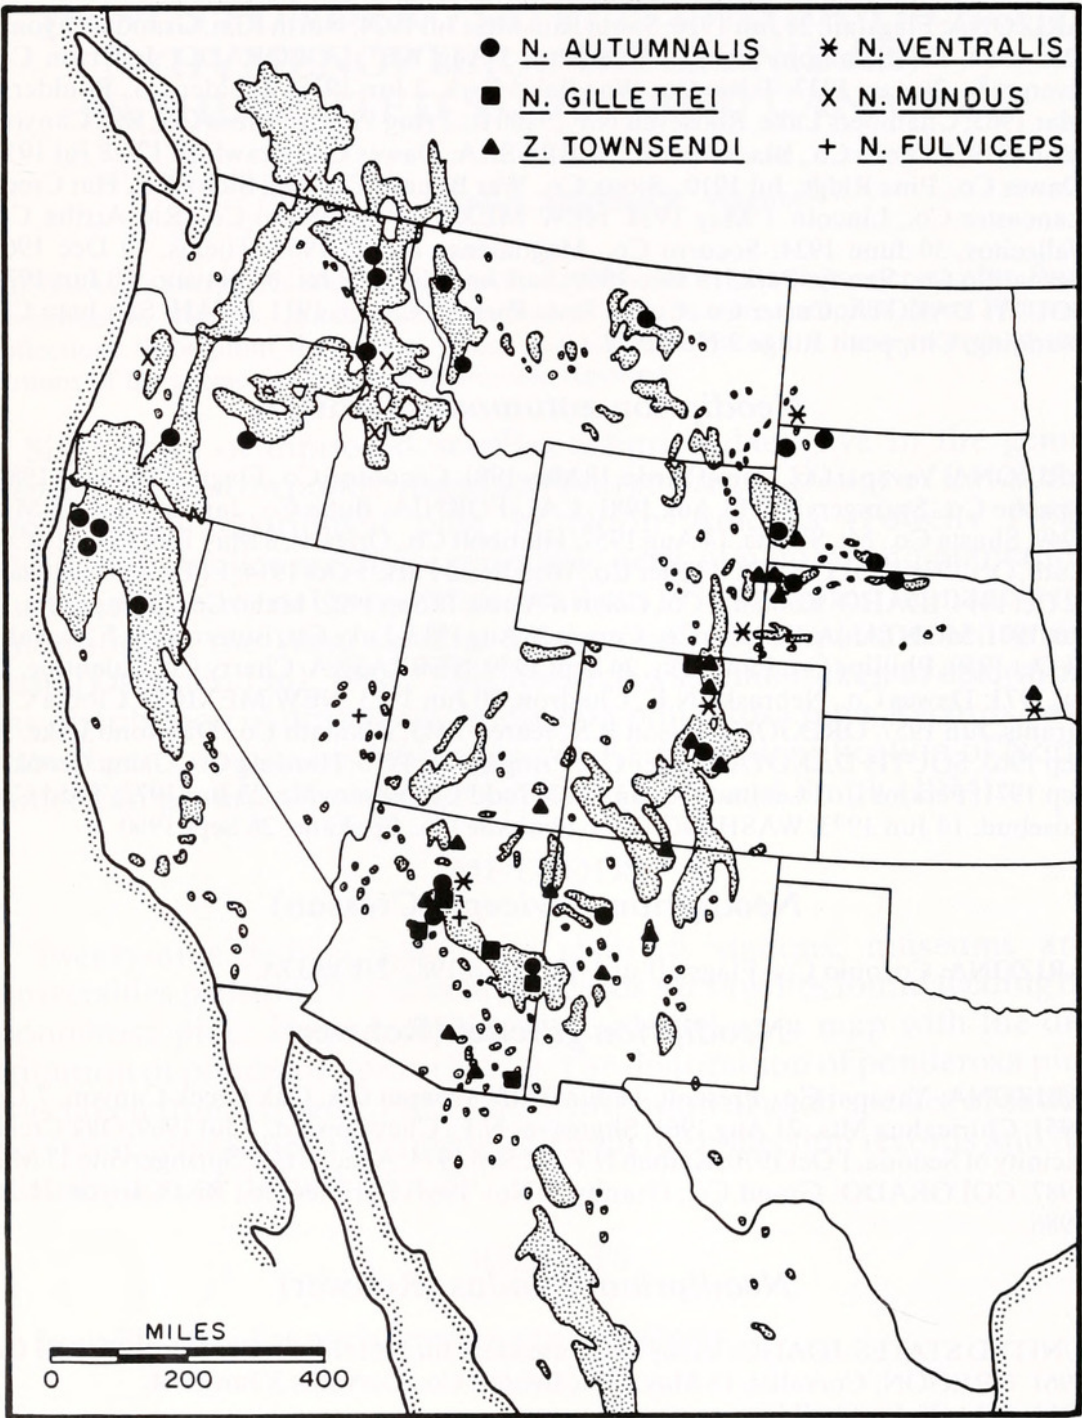 N. AUTUMNALIS N. VENTRALIS
N. GILLETTEI N. MUNDUS
Z. TOWNSENDI N. FULVICEPS
MILES
0 200 400